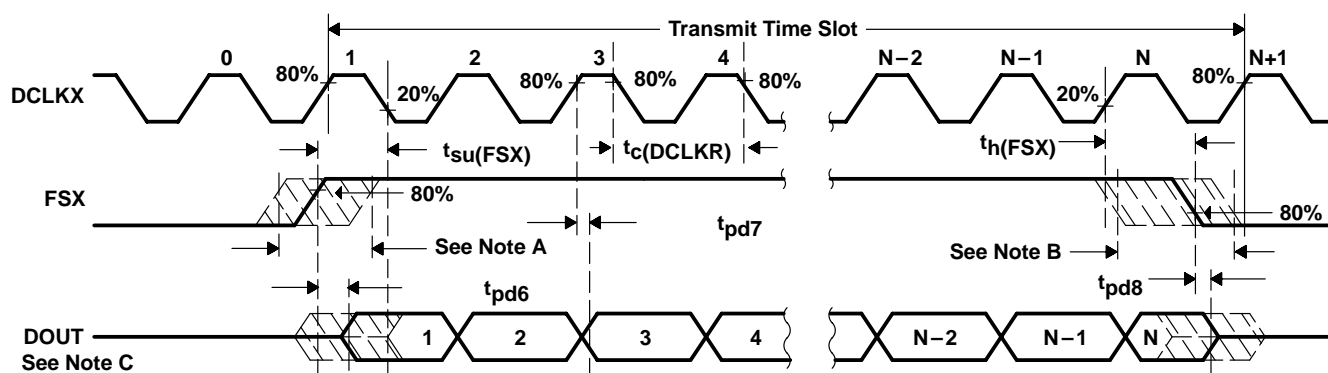 Transmit Time Slot
0 1 2 3 4 N−2 N−1 N N+1
80% 20% 80% 80% 80% 20% 80%
DCLKX
tsu(FSX) tc(DCLKR) th(FSX)
FSX
80% 80%
tpd7
See Note A See Note B
tpd6 tpd8
DOUT 1 2 3 4 N−2 N−1 N
See Note C